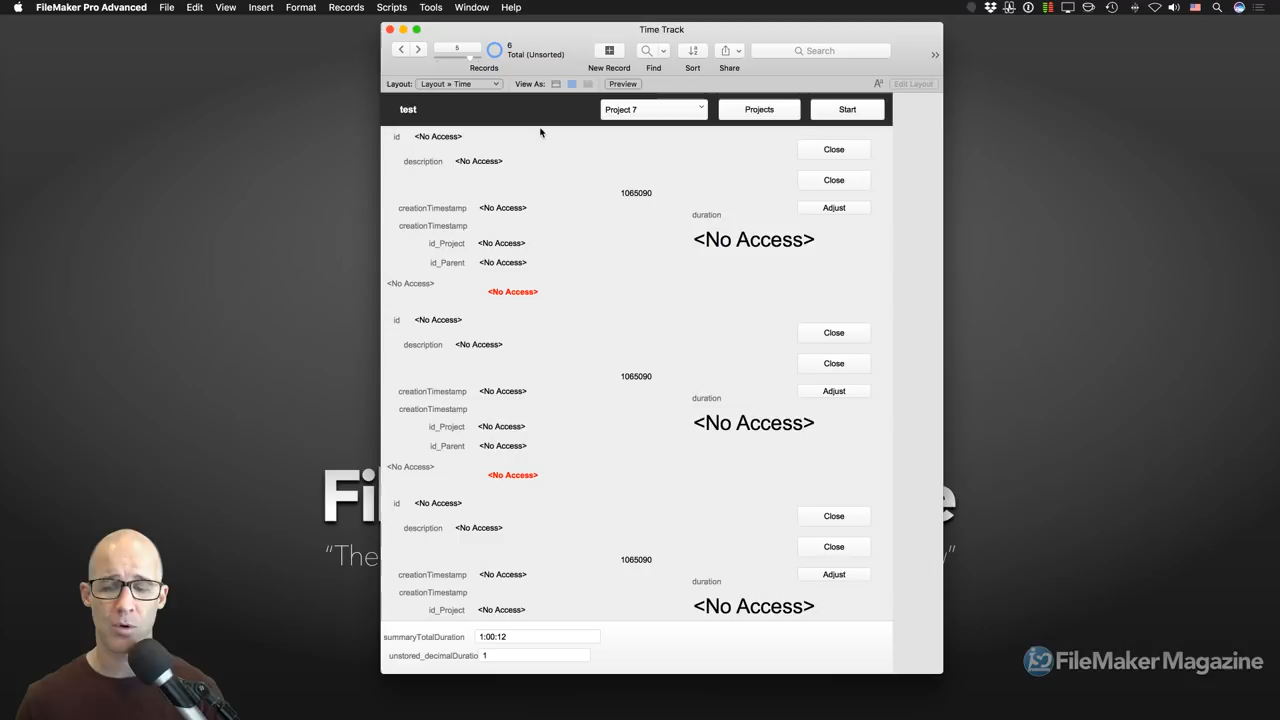 FileMaker Pro Advanced File Edit View Insert Format Records Scripts Tools Window Help
Time Track
5
6
Total (Unsorted)
Records
New Record Find Sort Share
Search
Layout: Layout » Time View As: Preview Aª Edit Layout
test Project 7 Projects Start
id <No Access>
Close
description <No Access>
Close
1065090
creationTimestamp <No Access>
Adjust
duration
creationTimestamp
<No Access>
id_Project <No Access>
id_Parent <No Access>
<No Access>
<No Access>
id <No Access>
Close
description <No Access>
Close
1065090
creationTimestamp <No Access>
Adjust
duration
creationTimestamp
<No Access>
id_Project <No Access>
id_Parent <No Access>
<No Access>
<No Access>
id <No Access>
Close
description <No Access>
Close
1065090
creationTimestamp <No Access>
Adjust
duration
creationTimestamp
<No Access>
id_Project <No Access>
summaryTotalDuration 1:00:12
unstored_decimalDuratio 1
Fi
"The
FileMaker Magazine